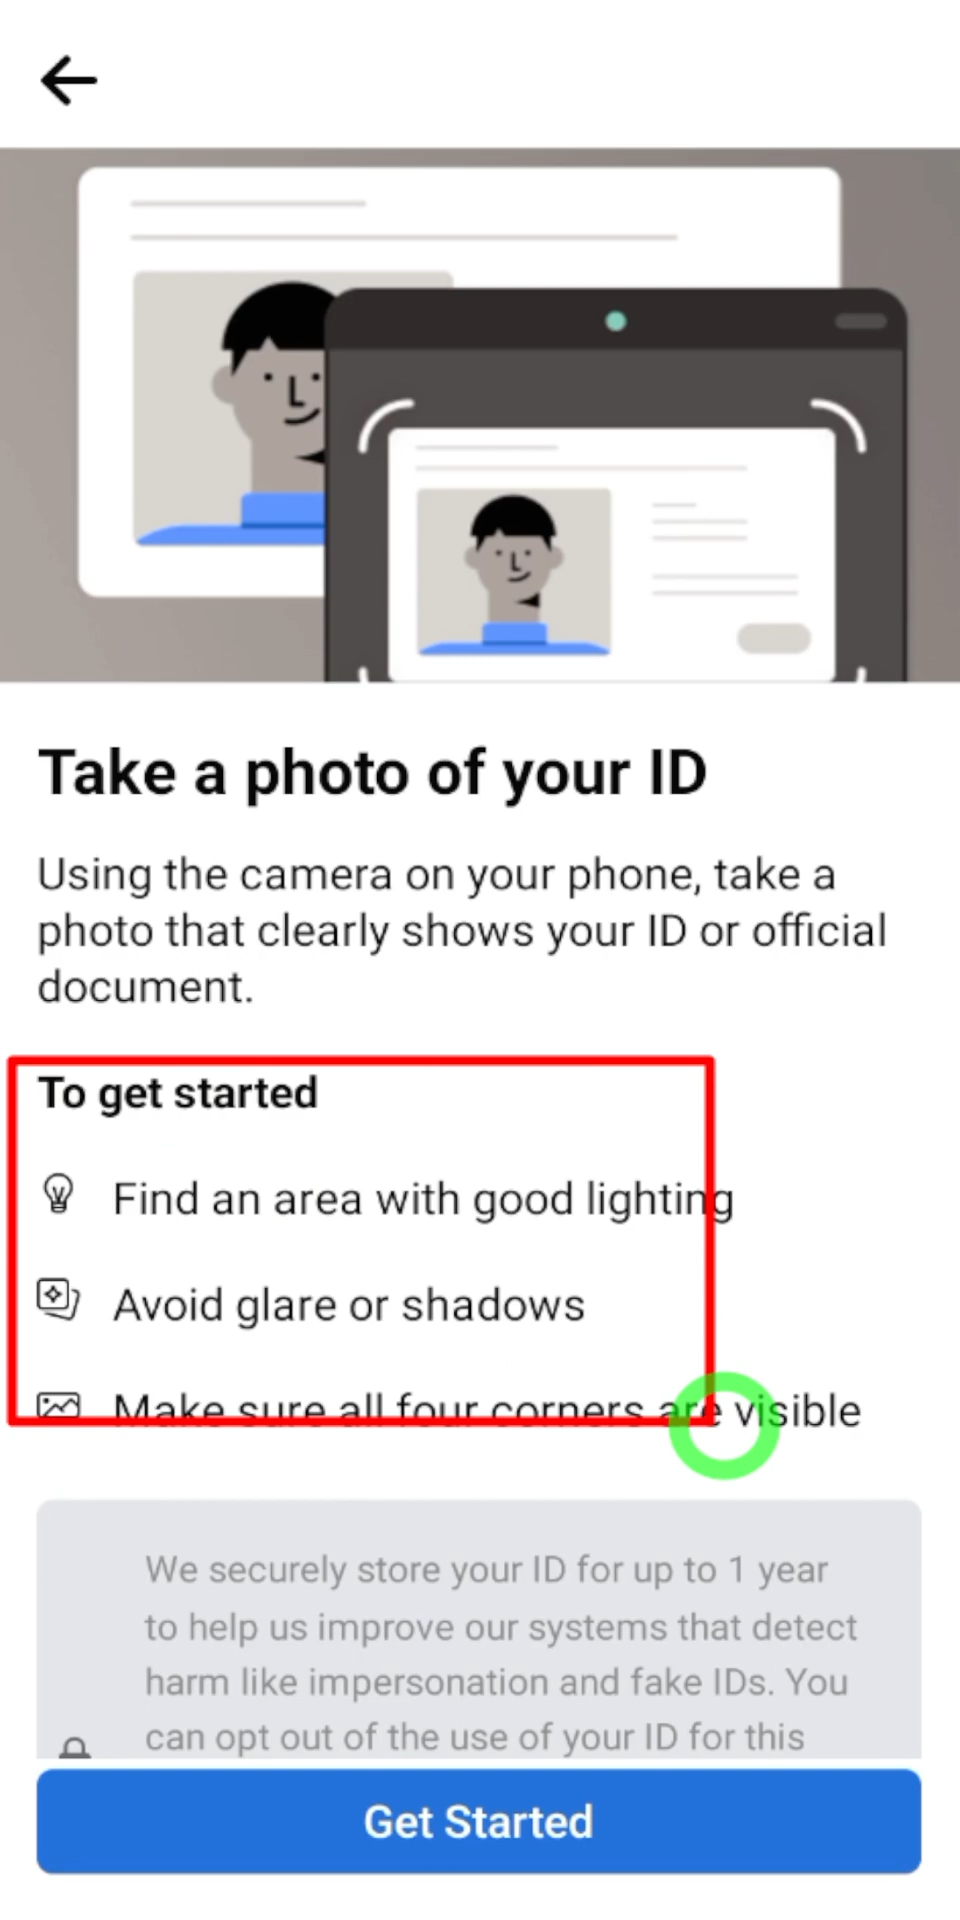 Take a photo of your ID
Using the camera on your phone, take a
photo that clearly shows your ID or official
document.
To get started
Find an area with good lighting
Avoid glare or shadows
Make sure all four corners are visible
We securely store your ID for up to 1 year
to help us improve our systems that detect
harm like impersonation and fake IDs. You
can opt out of the use of your ID for this
Get Started